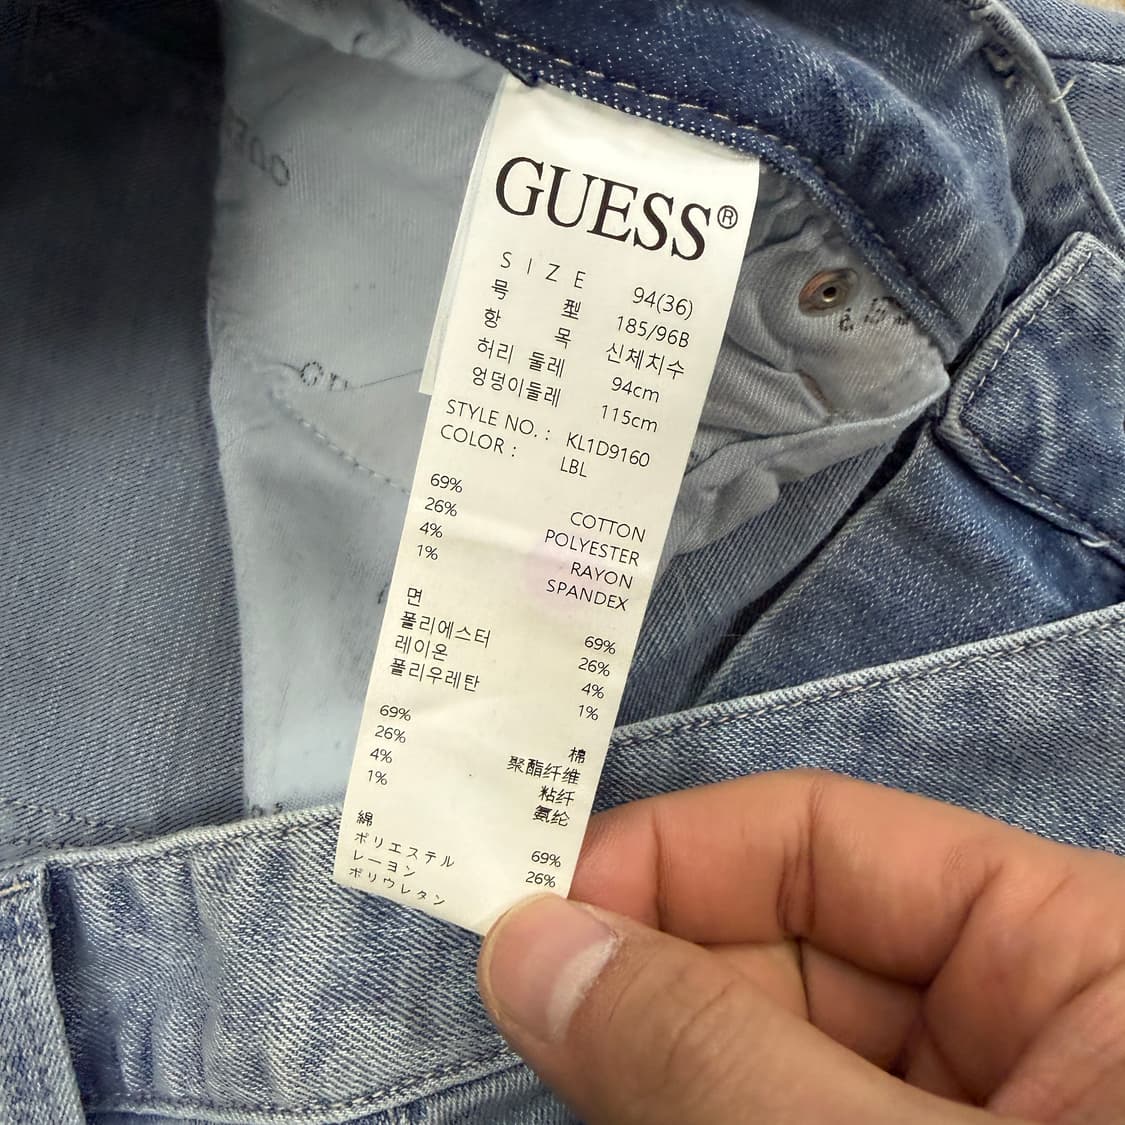 GUESS®
SIZE 94(36)
号 型 185/96B
항 목 신체치수
허리 둘레 94cm
엉덩이둘레 115cm
STYLE NO. : KL1D9160
COLOR : LBL
69% COTTON
26% POLYESTER
4% RAYON
1% SPANDEX
면 69%
폴리에스터 26%
레이온 4%
폴리우레탄 1%
69% 棉
26% 聚酯纤维
4% 粘纤
1% 氨纶
綿 69%
ポリエステル 26%
レーヨン
ポリウレタン